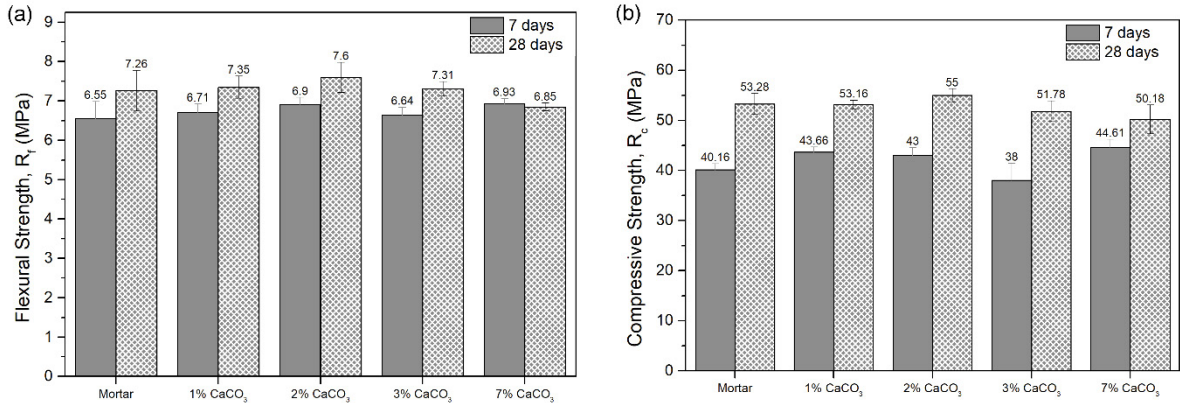 (a)
Flexural Strength, R_f (MPa)
9
8
7
6
5
4
3
2
1
0
7 days
28 days
6.55
7.26
6.71
7.35
6.9
7.6
6.64
7.31
6.93
6.85
Mortar
1% CaCO₃
2% CaCO₃
3% CaCO₃
7% CaCO₃
(b)
Compressive Strength, R_c (MPa)
70
60
50
40
30
20
10
0
7 days
28 days
40.16
53,28
43.66
53.16
43
55
38
51.78
44.61
50.18
Mortar
1% CaCO₃
2% CaCO₃
3% CaCO₃
7% CaCO₃